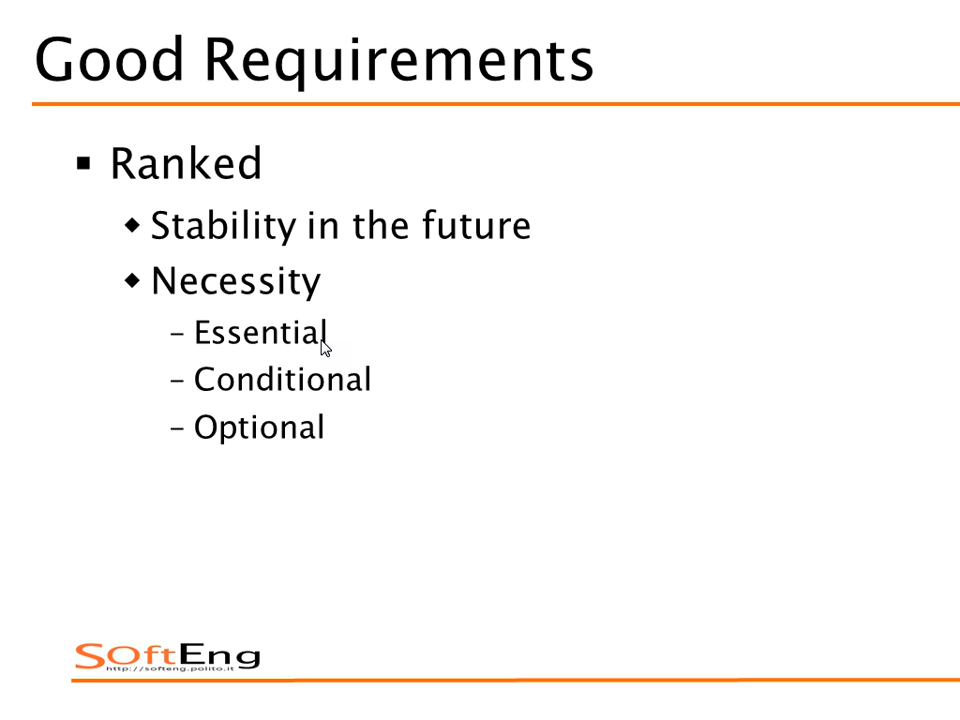 Good Requirements
▪ Ranked
◆ Stability in the future
◆ Necessity
– Essential
– Conditional
– Optional
SOftEng
http://softeng.polito.it